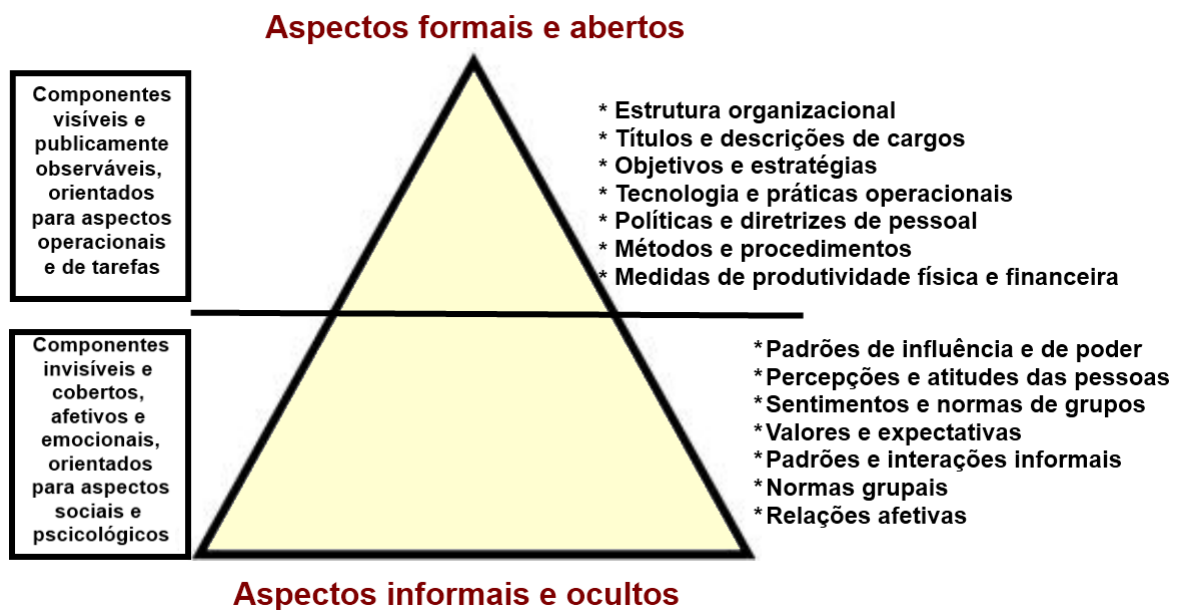 Aspectos formais e abertos
Componentes
visíveis e
publicamente
observáveis,
orientados
para aspectos
operacionais
e de tarefas
* Estrutura organizacional
* Títulos e descrições de cargos
* Objetivos e estratégias
* Tecnologia e práticas operacionais
* Políticas e diretrizes de pessoal
* Métodos e procedimentos
* Medidas de produtividade física e financeira
Componentes
invisíveis e
cobertos,
afetivos e
emocionais,
orientados
para aspectos
sociais e
pscicológicos
*Padrões de influência e de poder
*Percepções e atitudes das pessoas
*Sentimentos e normas de grupos
*Valores e expectativas
*Padrões e interações informais
*Normas grupais
*Relações afetivas
Aspectos informais e ocultos